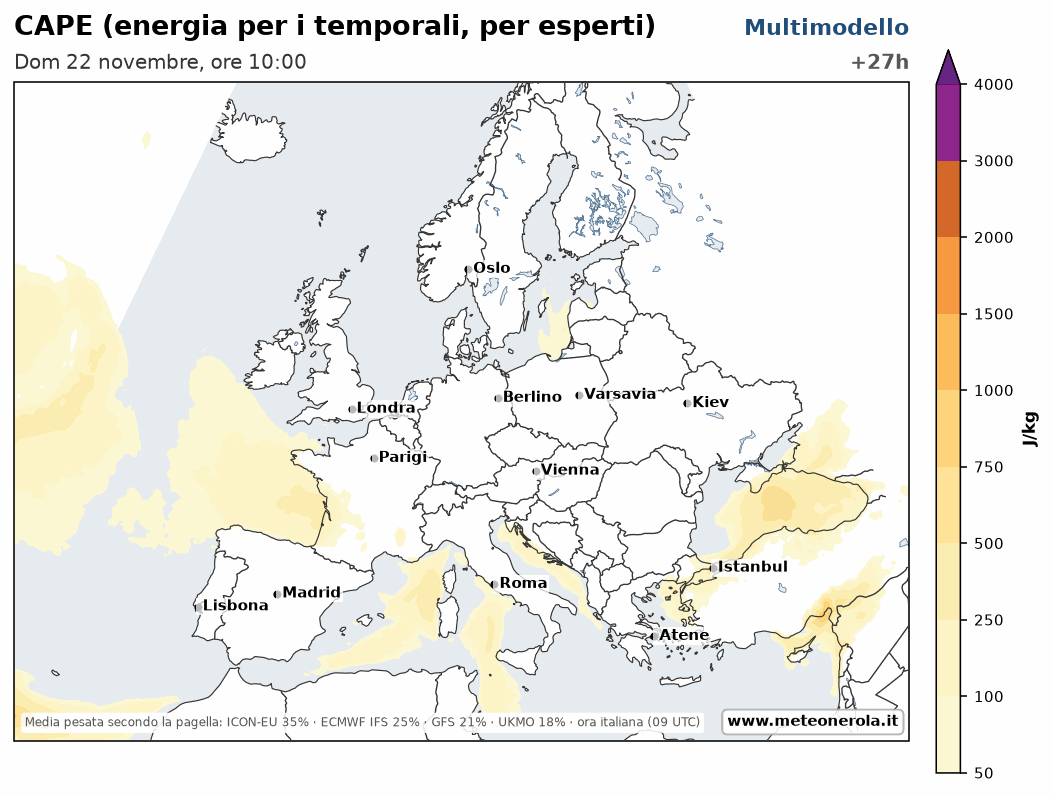 CAPE (energia per i temporali, per esperti)
Multimodello
Dom 22 novembre, ore 10:00
+27h
4000
3000
2000
1500
1000
750
500
250
100
50
J/kg
Oslo
Berlino
Varsavia
Kiev
Londra
Parigi
Vienna
Istanbul
Roma
Madrid
Lisbona
Atene
Media pesata secondo la pagella: ICON-EU 35% · ECMWF IFS 25% · GFS 21% · UKMO 18% · ora italiana (09 UTC)
www.meteonerola.it